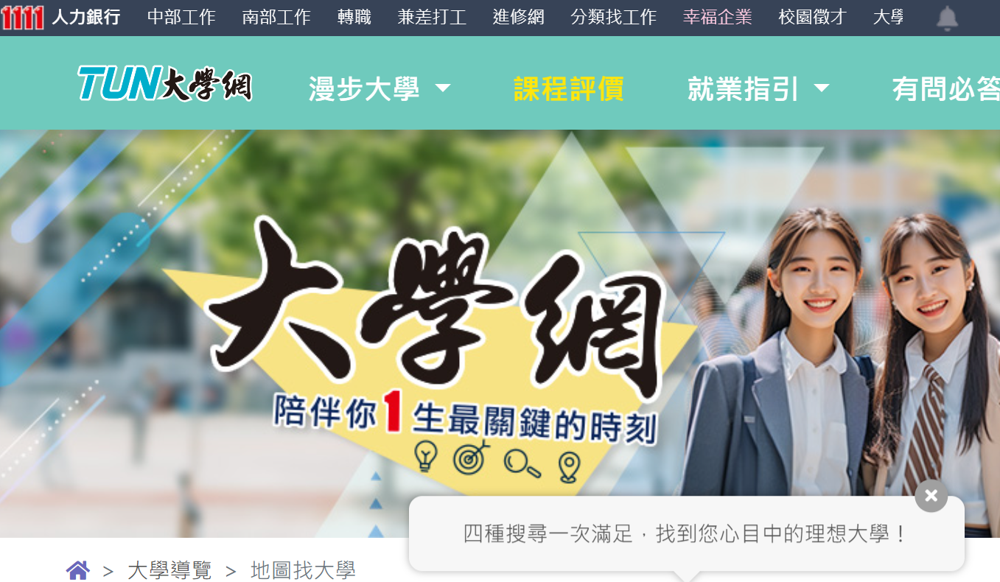 1111 人力銀行 中部工作 南部工作 轉職 兼差打工 進修網 分類找工作 幸福企業 校園徵才 大學
TUN大學網 漫步大學 課程評價 就業指引 有問必答
大學網
陪伴你1生最關鍵的時刻
四種搜尋一次滿足，找到您心目中的理想大學！
> 大學導覽 > 地圖找大學